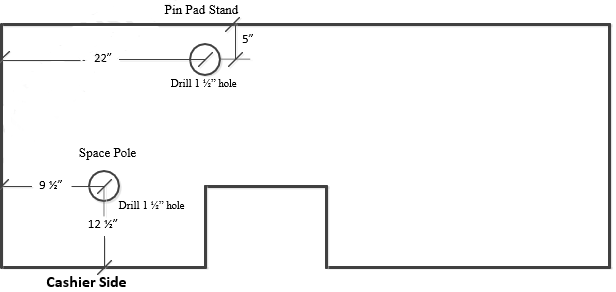 Pin Pad Stand
5”
22”
Drill 1 ½” hole
Space Pole
9 ½”
Drill 1 ½” hole
12 ½”
Cashier Side